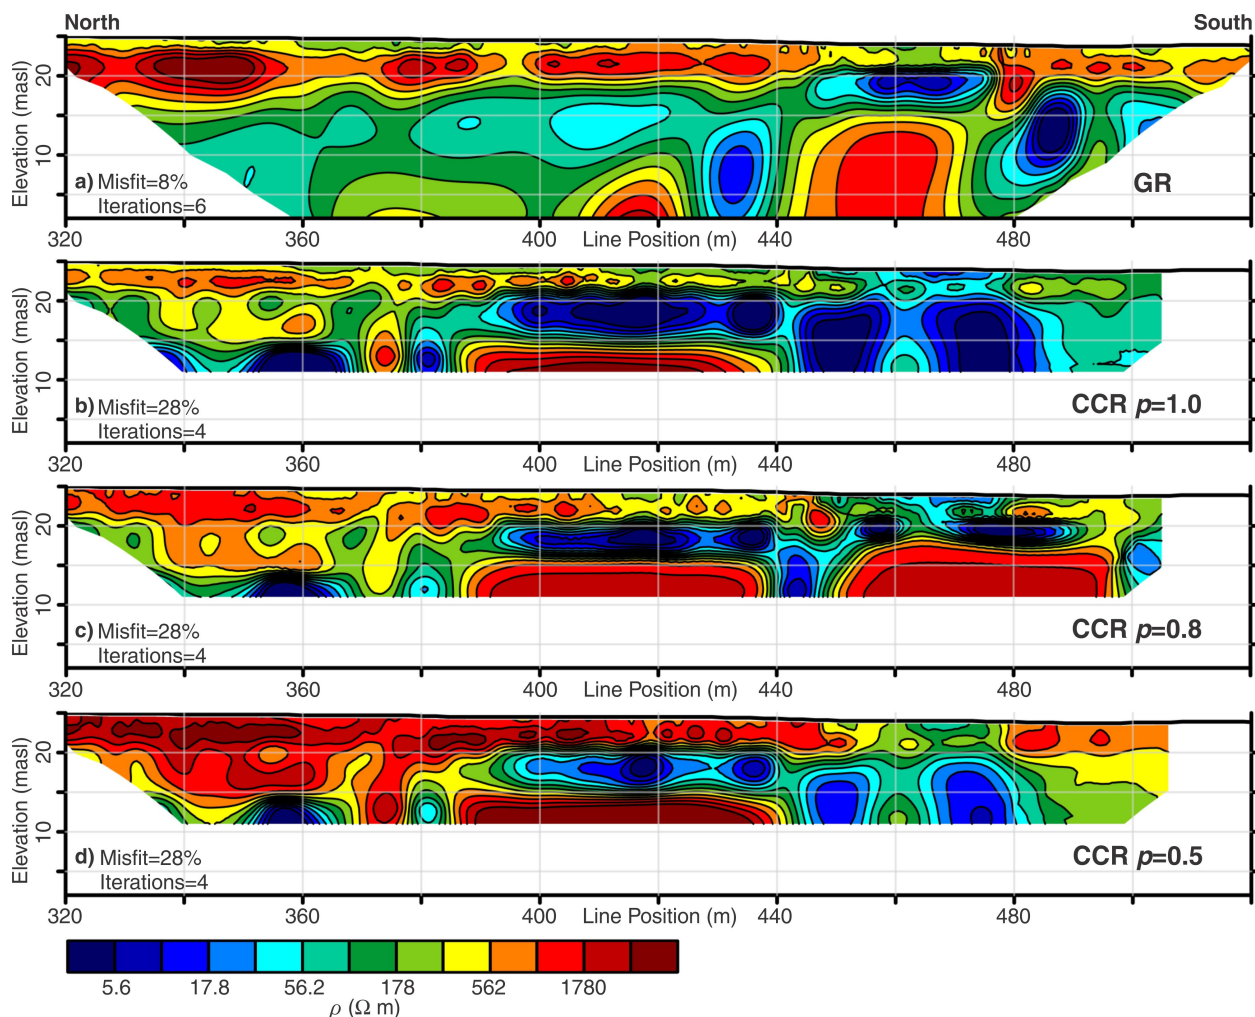 North South
Elevation (masl)
20
10
a) Misfit=8%
Iterations=6
GR
320 360 400 Line Position (m) 440 480
Elevation (masl)
20
10
b) Misfit=28%
Iterations=4
CCR p=1.0
320 360 400 Line Position (m) 440 480
Elevation (masl)
20
10
c) Misfit=28%
Iterations=4
CCR p=0.8
320 360 400 Line Position (m) 440 480
Elevation (masl)
20
10
d) Misfit=28%
Iterations=4
CCR p=0.5
320 360 400 Line Position (m) 440 480
5.6 17.8 56.2 178 562 1780
ρ (Ω m)